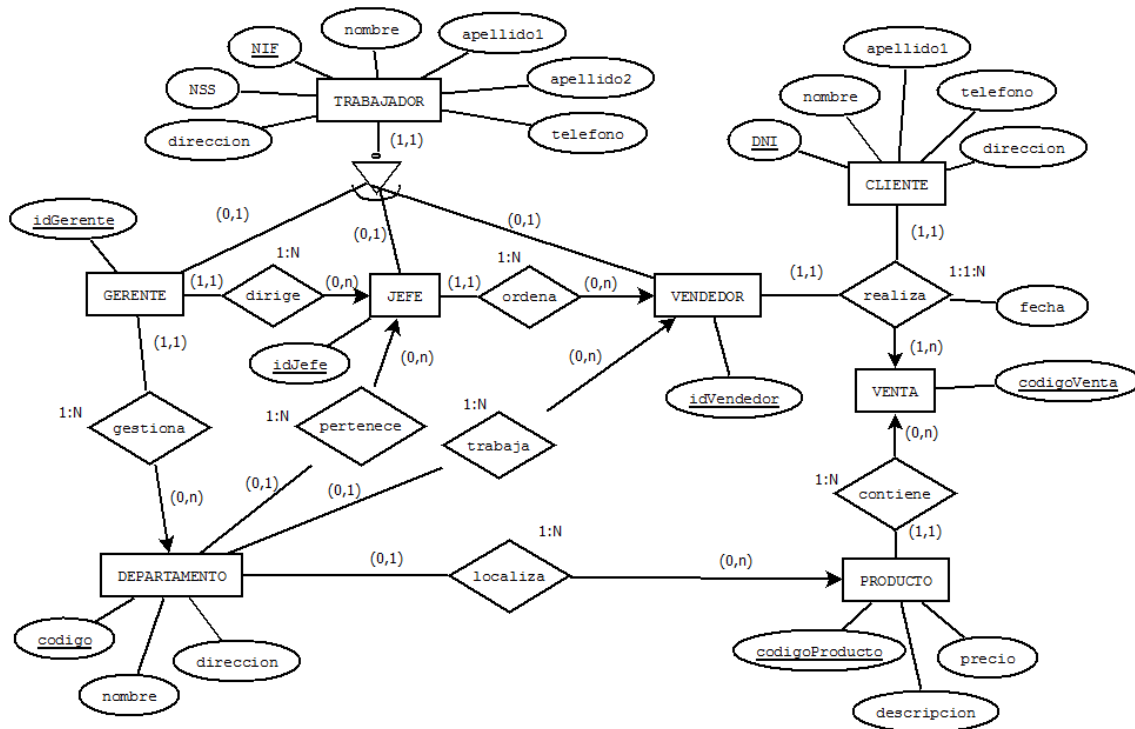 nombre
apellido1
NIF
apellido1
apellido2
NSS
nombre
telefono
TRABAJADOR
direccion
telefono
(1,1)
DNI
direccion
CLIENTE
(0,1)
(0,1)
(0,1)
idGerente
(1,1)
1:N
1:N
(1,1)
(0,n)
(1,1)
(0,n)
(1,1)
1:1:N
GERENTE
dirige
JEFE
ordena
VENDEDOR
realiza
fecha
(1,1)
(0,n)
(0,n)
(1,n)
idJefe
idVendedor
VENTA
codigoVenta
1:N
1:N
1:N
gestiona
pertenece
trabaja
(0,n)
1:N
(0,n)
(0,1)
(0,1)
contiene
1:N
(1,1)
(0,1)
(0,n)
DEPARTAMENTO
localiza
PRODUCTO
codigo
direccion
codigoProducto
precio
nombre
descripcion